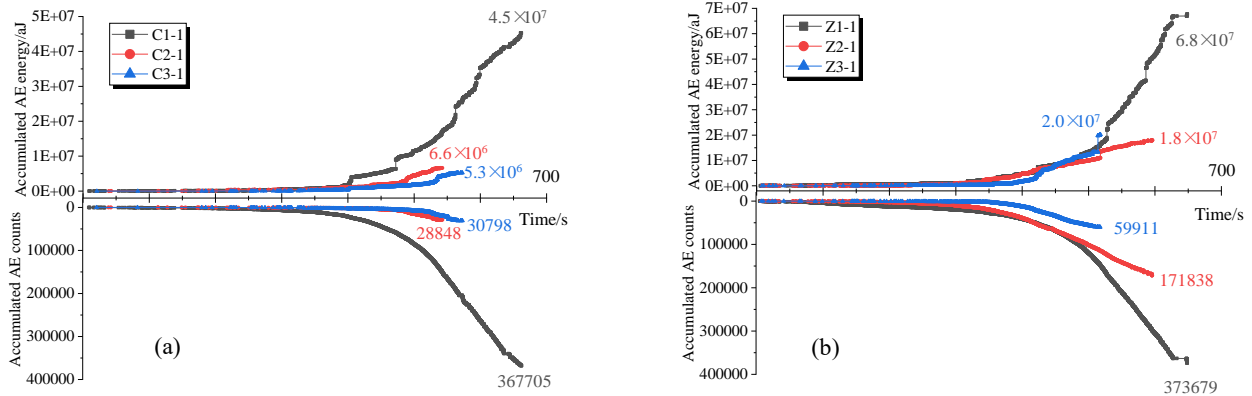 Accumulated AE energy/aJ
5E+07
4E+07
3E+07
2E+07
1E+07
0E+00
C1-1
C2-1
C3-1
4.5×10⁷
6.6×10⁶
5.3×10⁶
700
Time/s
Accumulated AE counts
0
100000
200000
300000
400000
30798
28848
367705
(a)
Accumulated AE energy/aJ
7E+07
6E+07
5E+07
4E+07
3E+07
2E+07
1E+07
0E+00
Z1-1
Z2-1
Z3-1
6.8×10⁷
2.0×10⁷
1.8×10⁷
700
Time/s
Accumulated AE counts
0
100000
200000
300000
400000
59911
171838
373679
(b)